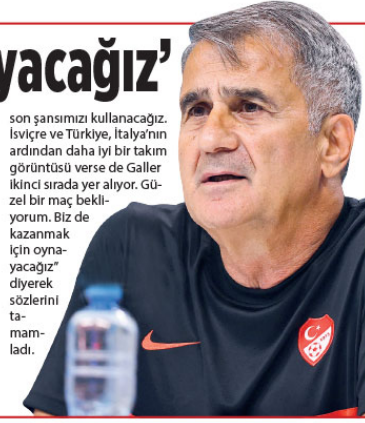 yacağız’
son şansımızı kullanacağız.
İsviçre ve Türkiye, İtalya’nın
ardından daha iyi bir takım
görüntüsü verse de Galler
ikinci sırada yer alıyor. Gü-
zel bir maç bekli-
yorum. Biz de
kazanmak
için oyna-
yacağız”
diyerek
sözlerini
ta-
mam-
ladı.